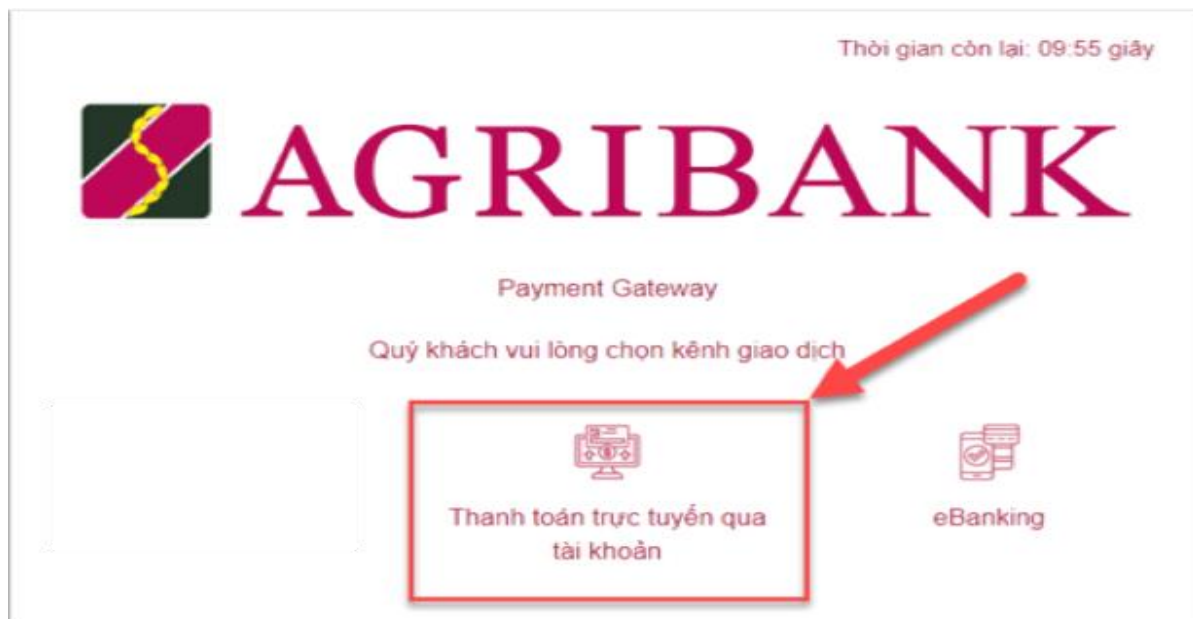 Thời gian còn lại: 09:55 giây
AGRIBANK
Payment Gateway
Quý khách vui lòng chọn kênh giao dịch
Thanh toán trực tuyến qua
tài khoản
eBanking